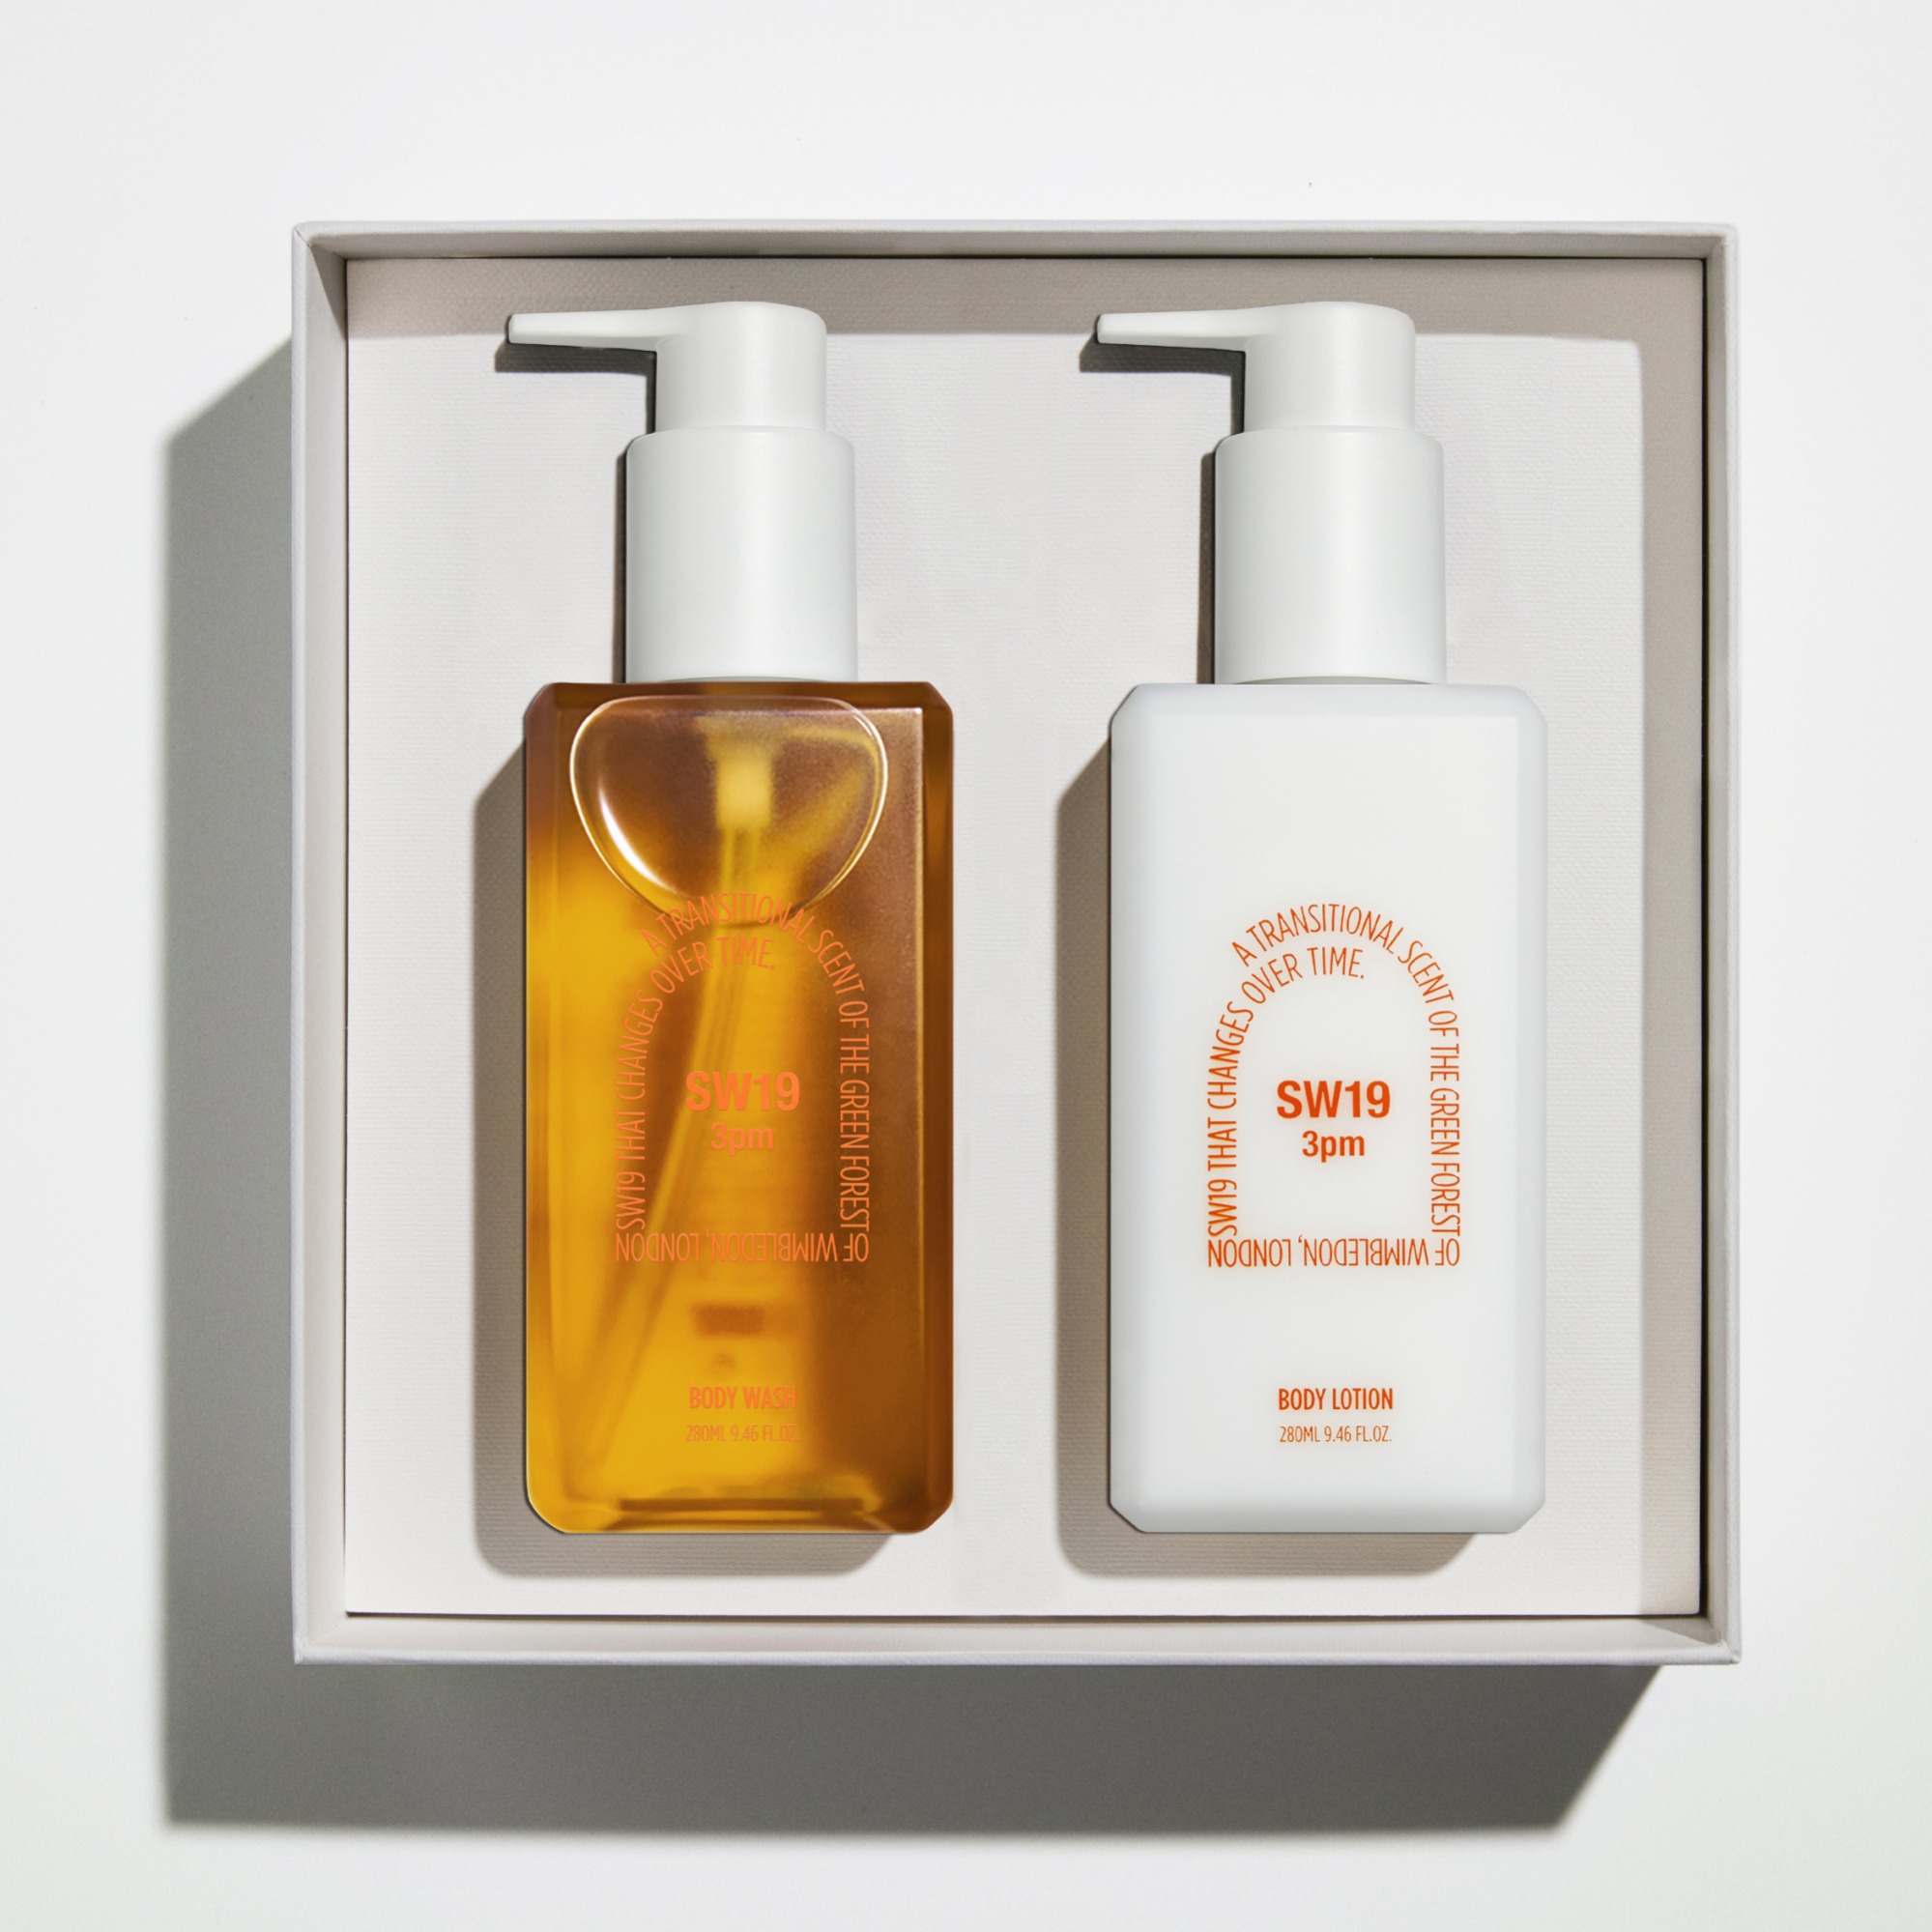 A TRANSITIONAL SCENT OF THE GREEN FOREST
OF WIMBLEDON, LONDON
SW19 THAT CHANGES OVER TIME.
SW19
3pm
BODY WASH
280ML 9.46 FL.OZ.
A TRANSITIONAL SCENT OF THE GREEN FOREST
OF WIMBLEDON, LONDON
SW19 THAT CHANGES OVER TIME.
SW19
3pm
BODY LOTION
280ML 9.46 FL.OZ.